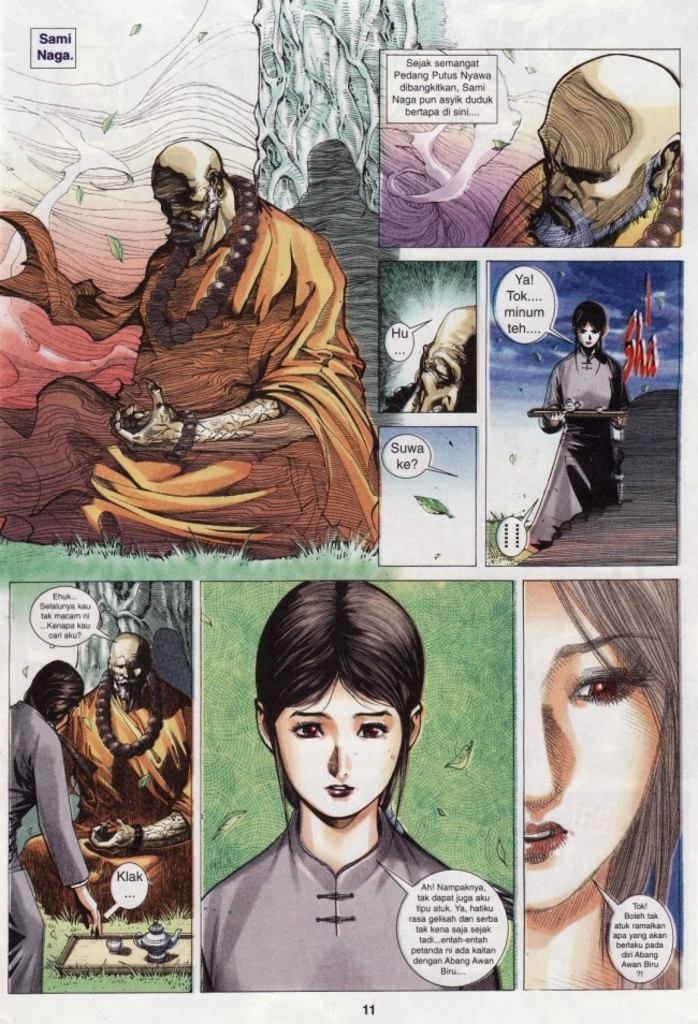 Sami
Naga.
Sejak semangat
Pedang Putus Nyawa
dibangkitkan, Sami
Naga pun asyik duduk
bertapa di sini....
Hu
...
Ya!
Tok....
minum
teh....
Sha
Suwa
ke?
!!
Ehuk...
Selalunya kau
tak macam ni
...Kenapa kau
cari aku?
Klak
...
Ah! Nampaknya,
tak dapat juga aku
tipu atuk. Ya, hatiku
rasa gelisah dan serba
tak kena saja sejak
tadi...entah-entah
petanda ni ada kaitan
dengan Abang Awan
Biru....
Tok!
Boleh tak
atuk ramalkan
apa yang akan
berlaku pada
diri Abang
Awan Biru
?!
11